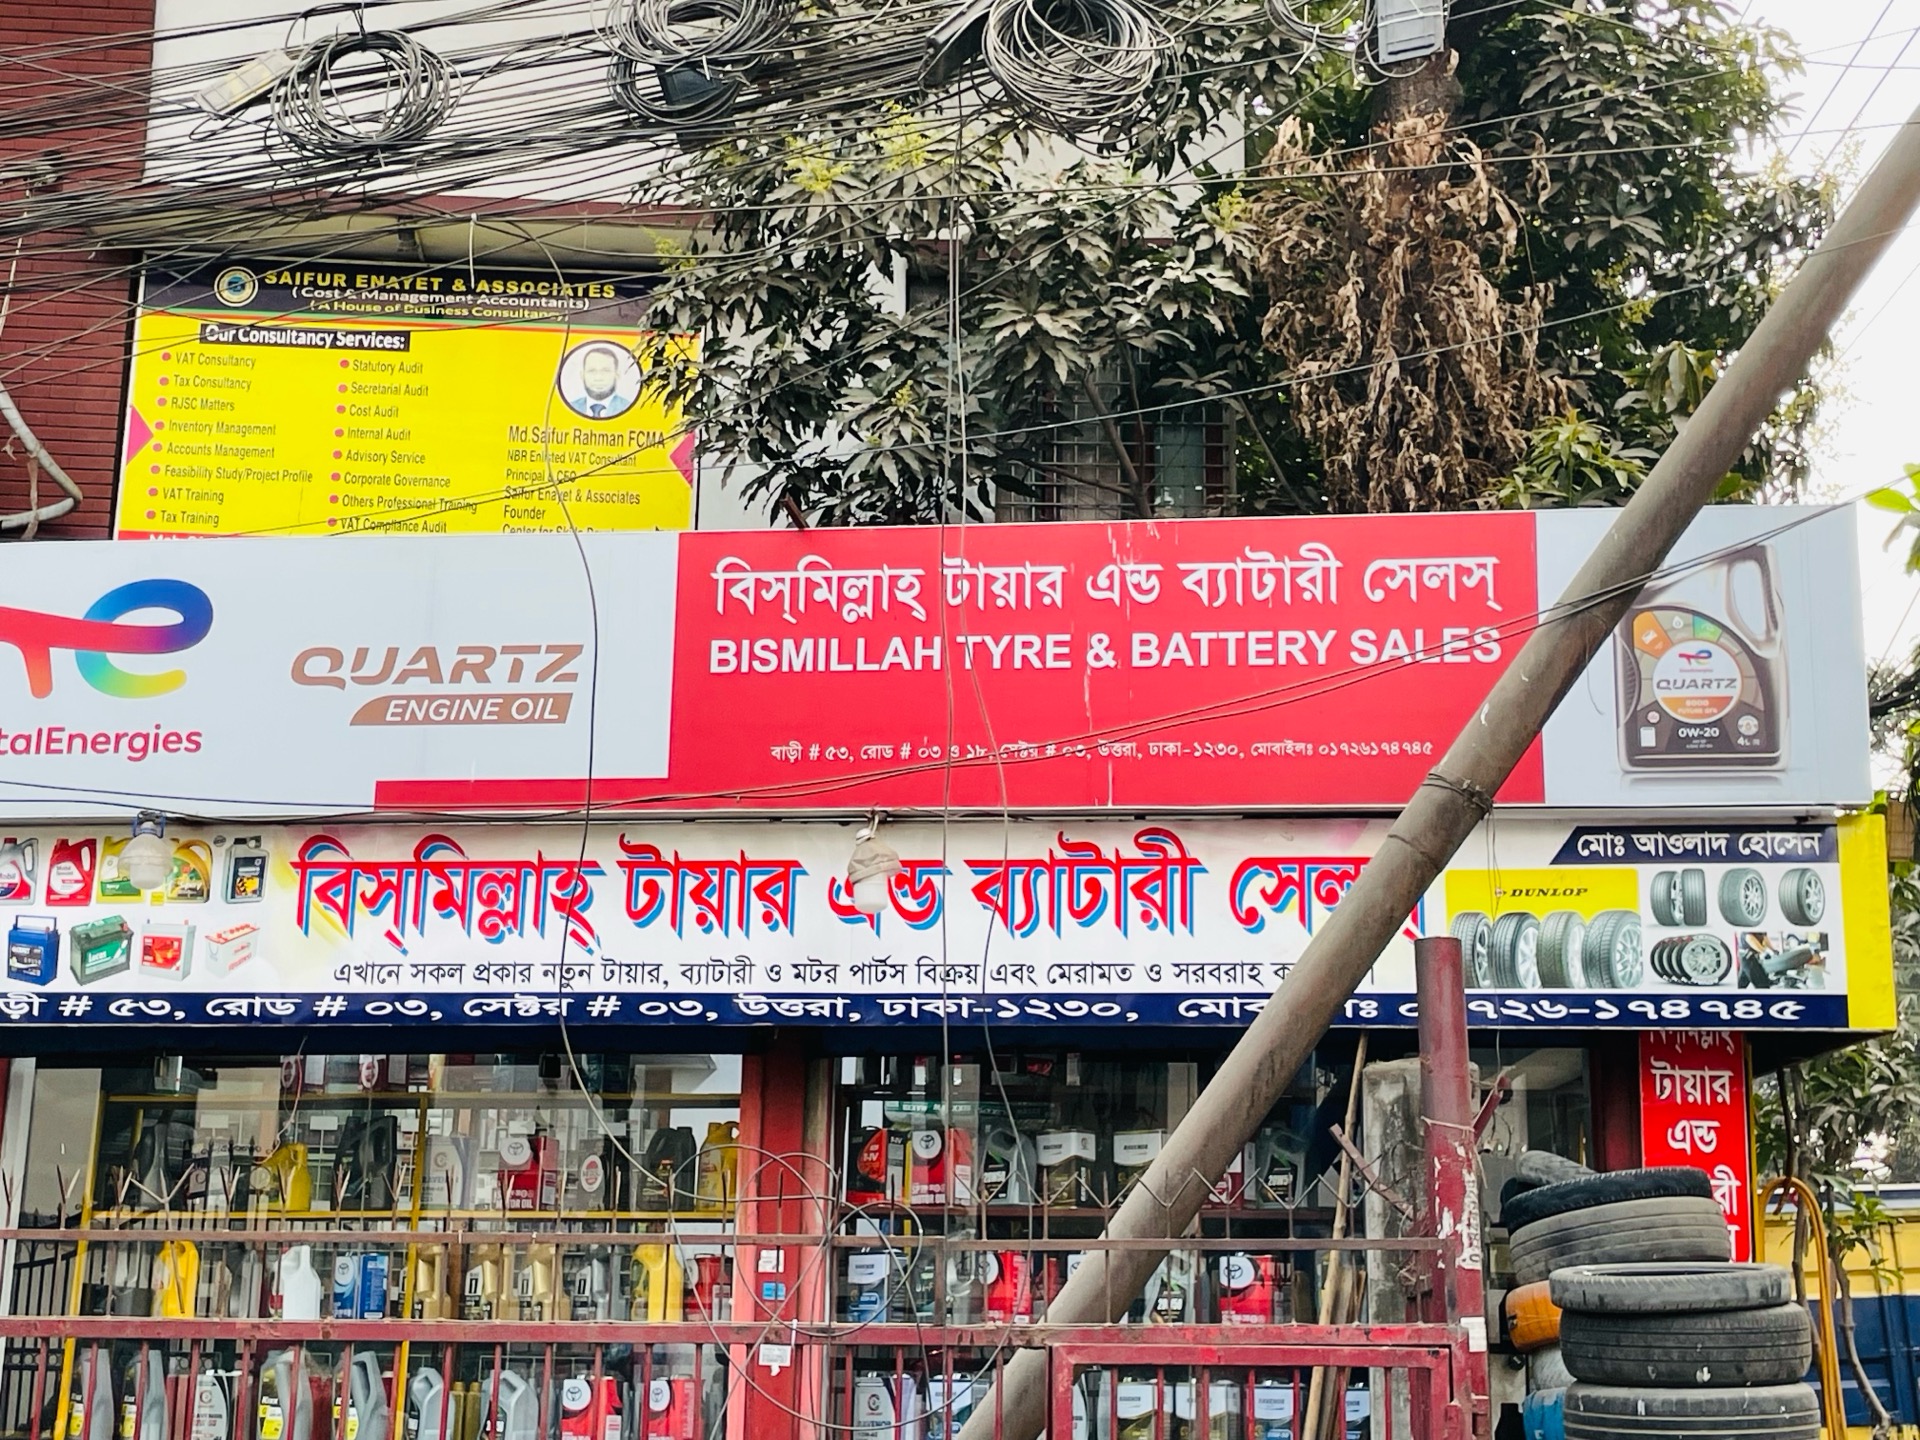 SAIFUR ENAYET & ASSOCIATES
(Cost & Management Accountants)
(A House of Business Consultancy)
Our Consultancy Services:
VAT Consultancy
Tax Consultancy
RJSC Matters
Inventory Management
Accounts Management
Feasibility Study/Project Profile
VAT Training
Tax Training
Statutory Audit
Secretarial Audit
Cost Audit
Internal Audit
Advisory Service
Corporate Governance
Others Professional Training
VAT Compliance Audit
Md.Saifur Rahman FCMA
NBR Enlisted VAT Consultant
Principal & CEO
Saifur Enayet & Associates
Founder
talEnergies
QUARTZ
ENGINE OIL
বিস্‌মিল্লাহ্ টায়ার এন্ড ব্যাটারী সেলস্
BISMILLAH TYRE & BATTERY SALES
বাড়ী # ৫৩, রোড # ০৩ ও ১৮, সেক্টর # ০৩, উত্তরা, ঢাকা-১২৩০, মোবাইলঃ ০১৭২৬১৭৪৭৪৫
QUARTZ
0W-20
বিস্‌মিল্লাহ্ টায়ার এন্ড ব্যাটারী সেলস্
মোঃ আওলাদ হোসেন
DUNLOP
এখানে সকল প্রকার নতুন টায়ার, ব্যাটারী ও মটর পার্টস বিক্রয় এবং মেরামত ও সরবরাহ
ড়ী # ৫৩, রোড # ০৩, সেক্টর # ০৩, উত্তরা, ঢাকা-১২৩০, ৭২৬-১৭৪৭৪৫
টায়ার
এন্ড
রী